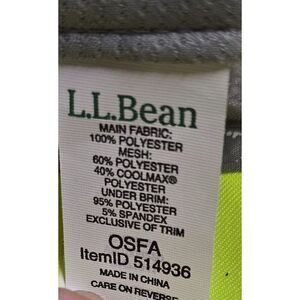 L.L.Bean
MAIN FABRIC:
100% POLYESTER
MESH:
60% POLYESTER
40% COOLMAX®
POLYESTER
UNDER BRIM:
95% POLYESTER
5% SPANDEX
EXCLUSIVE OF TRIM
OSFA
ItemID 514936
MADE IN CHINA
CARE ON REVERSE